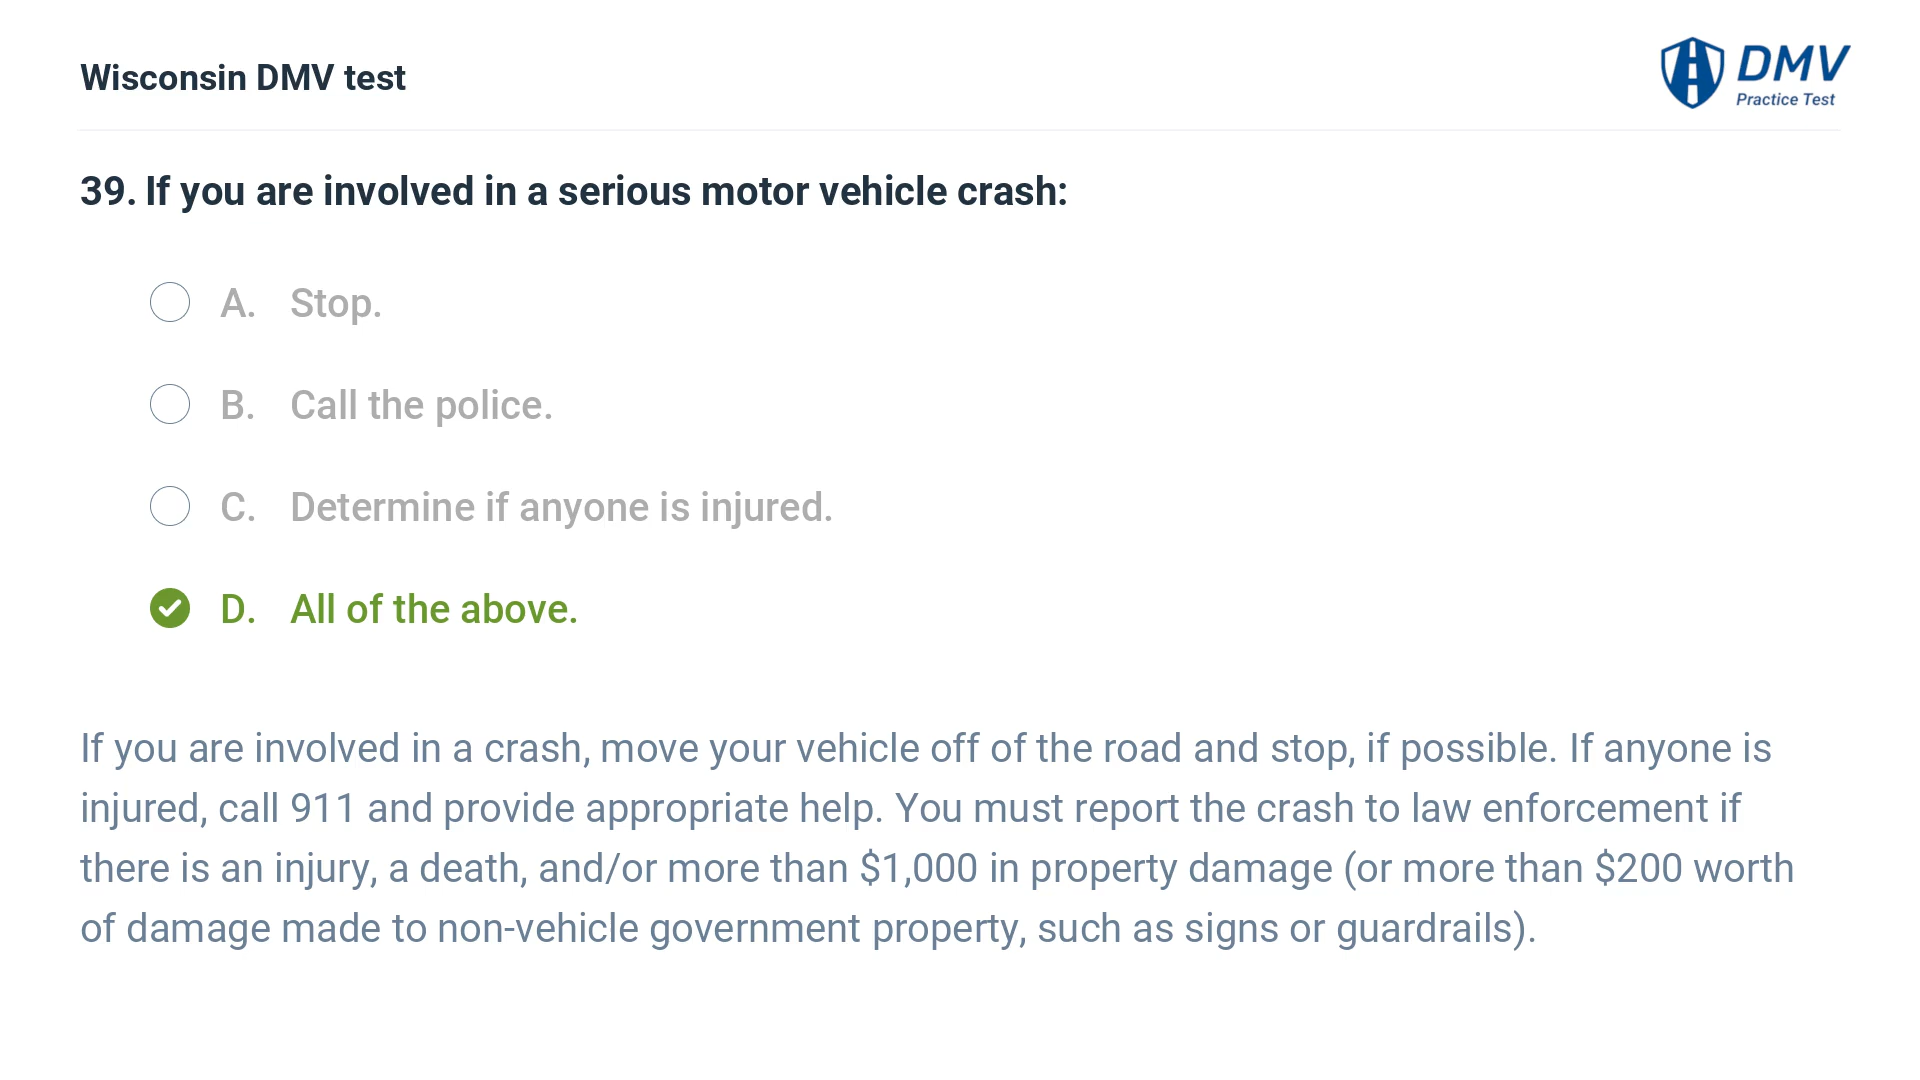 Wisconsin DMV test
DMV
Practice Test
39. If you are involved in a serious motor vehicle crash:
A. Stop.
B. Call the police.
C. Determine if anyone is injured.
D. All of the above.
If you are involved in a crash, move your vehicle off of the road and stop, if possible. If anyone is
injured, call 911 and provide appropriate help. You must report the crash to law enforcement if
there is an injury, a death, and/or more than $1,000 in property damage (or more than $200 worth
of damage made to non-vehicle government property, such as signs or guardrails).